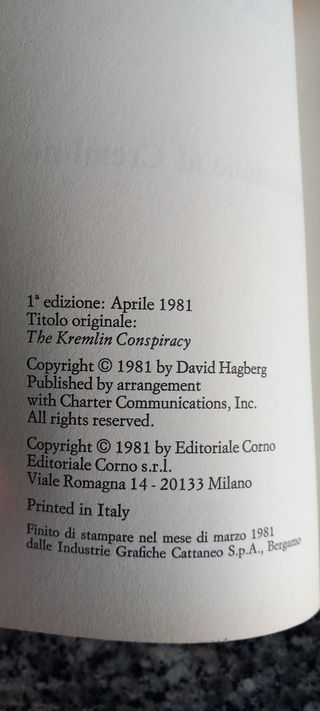 1ª edizione: Aprile 1981
Titolo originale:
The Kremlin Conspiracy
Copyright © 1981 by David Hagberg
Published by arrangement
with Charter Communications, Inc.
All rights reserved.
Copyright © 1981 by Editoriale Corno
Editoriale Corno s.r.l.
Viale Romagna 14 - 20133 Milano
Printed in Italy
Finito di stampare nel mese di marzo 1981
dalle Industrie Grafiche Cattaneo S.p.A., Bergamo